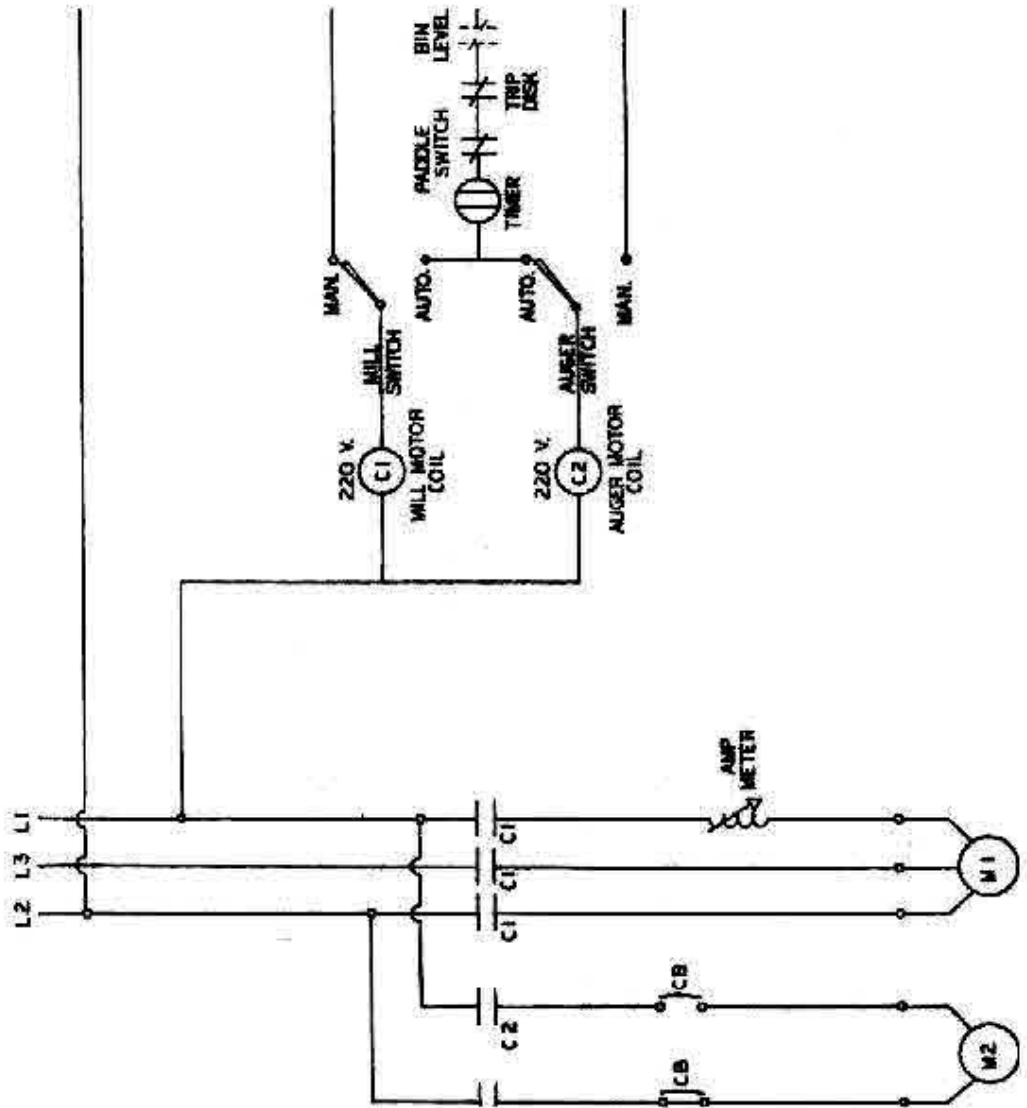 BIN
LEVEL
TRIP
DISK
PADDLE
SWITCH
TIMER
MAN.
AUTO.
AUTO.
MAN.
MILL
SWITCH
AUGER
SWITCH
220 V.
C1
MILL MOTOR
COIL
220 V.
C2
AUGER MOTOR
COIL
L1
L3
L2
C1
C1
C1
AMP
METER
M1
C2
CB
CB
M2